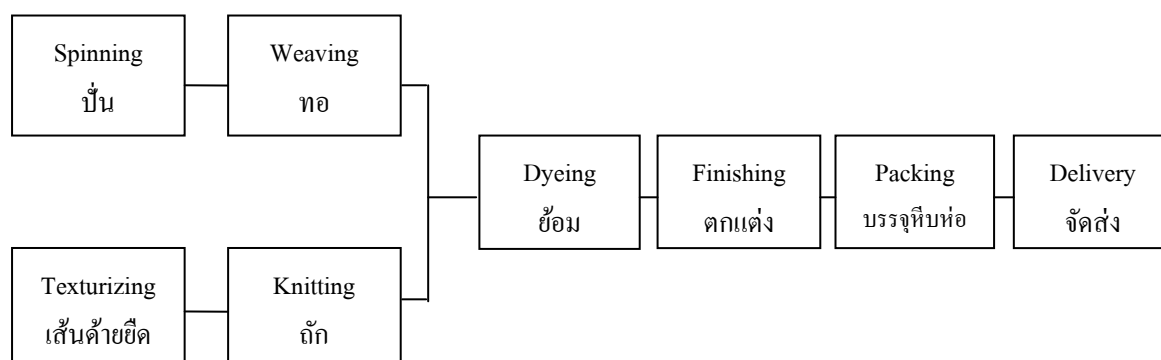 Spinning
ปั่น
Weaving
ทอ
Dyeing
ย้อม
Finishing
ตกแต่ง
Packing
บรรจุหีบห่อ
Delivery
จัดส่ง
Texturizing
เส้นด้ายยืด
Knitting
ถัก